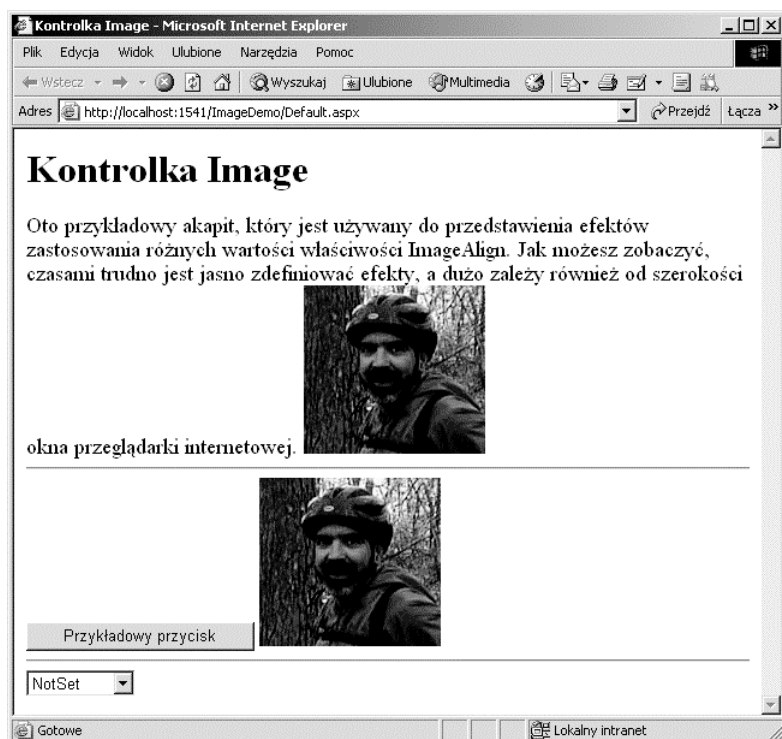 Kontrolka Image - Microsoft Internet Explorer
Plik Edycja Widok Ulubione Narzędzia Pomoc
Wstecz Wyszukaj Ulubione Multimedia
Adres http://localhost:1541/ImageDemo/Default.aspx Przejdź Łącza »
Kontrolka Image
Oto przykładowy akapit, który jest używany do przedstawienia efektów
zastosowania różnych wartości właściwości ImageAlign. Jak możesz zobaczyć,
czasami trudno jest jasno zdefiniować efekty, a dużo zależy również od szerokości
okna przeglądarki internetowej.
Przykładowy przycisk
NotSet
Gotowe Lokalny intranet